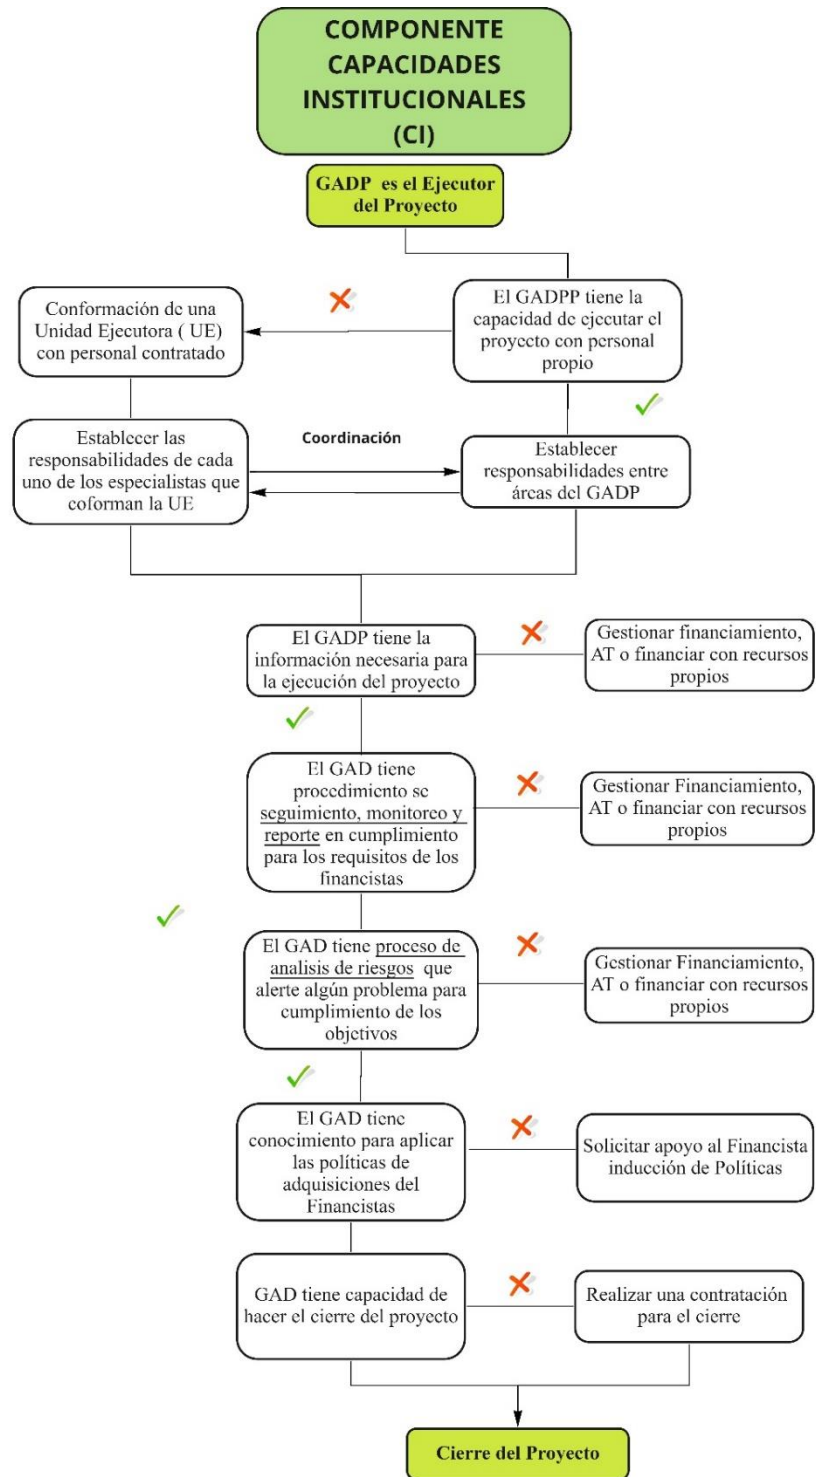 COMPONENTE
CAPACIDADES
INSTITUCIONALES
(CI)
GADP es el Ejecutor
del Proyecto
El GADPP tiene la
capacidad de ejecutar el
proyecto con personal
propio
Conformación de una
Unidad Ejecutora ( UE)
con personal contratado
Establecer las
responsabilidades de cada
uno de los especialistas que
coforman la UE
Coordinación
Establecer
responsabilidades entre
áreas del GADP
El GADP tiene la
información necesaria para
la ejecución del proyecto
Gestionar financiamiento,
AT o financiar con recursos
propios
El GAD tiene
procedimiento se
seguimiento, monitoreo y
reporte en cumplimiento
para los requisitos de los
financistas
Gestionar Financiamiento,
AT o financiar con recursos
propios
El GAD tiene proceso de
analisis de riesgos que
alerte algún problema para
cumplimiento de los
objetivos
Gestionar Financiamiento,
AT o financiar con recursos
propios
El GAD tiene
conocimiento para aplicar
las políticas de
adquisiciones del
Financistas
Solicitar apoyo al Financista
inducción de Políticas
GAD tiene capacidad de
hacer el cierre del proyecto
Realizar una contratación
para el cierre
Cierre del Proyecto